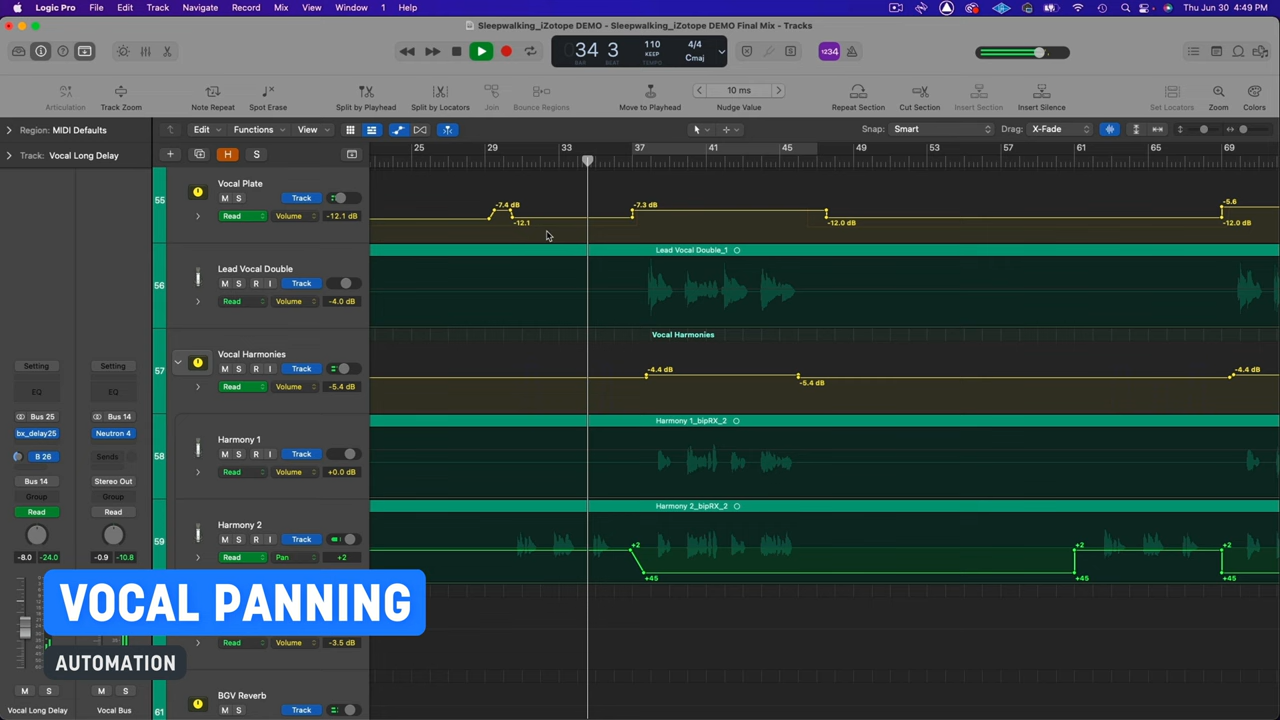 Logic Pro File Edit Track Navigate Record Mix View Window 1 Help
Thu Jun 30 4:49 PM
Sleepwalking_iZotope DEMO - Sleepwalking_iZotope DEMO Final Mix - Tracks
34 3 110 4/4
KEEP Cmaj
BAR BEAT TEMPO
1234
Articulation Track Zoom Note Repeat Spot Erase Split by Playhead Split by Locators Join Bounce Regions Move to Playhead
10 ms
Nudge Value Repeat Section Cut Section Insert Section Insert Silence Set Locators Zoom Colors
Region: MIDI Defaults
Edit Functions View Snap: Smart Drag: X-Fade
Track: Vocal Long Delay
H S
25 29 33 37 41 45 49 53 57 61 65 69
55 Vocal Plate
M S Track
Read Volume -12.1 dB
-7.4 dB
-12.1
-7.3 dB
-12.0 dB
-5.6
-12.0 dB
56 Lead Vocal Double
M S R I Track
Read Volume -4.0 dB
Lead Vocal Double_1
57 Vocal Harmonies
M S R I Track
Read Volume -5.4 dB
Vocal Harmonies
-4.4 dB
-5.4 dB
-4.4 dB
58 Harmony 1
M S R I Track
Read Volume +0.0 dB
Harmony 1_bipRX_2
59 Harmony 2
M S R I Track
Read Pan +2
Harmony 2_bipRX_2
+2
+45
+2
+45
+2
+45
Setting Setting
EQ EQ
Bus 25 Bus 14
bx_delay25 Neutron 4
B 26 Sends
Bus 14 Stereo Out
Group Group
Read Read
-8.0 -24.0 -0.9 -10.8
VOCAL PANNING
AUTOMATION
Read Volume -3.5 dB
M S M S
Vocal Long Delay Vocal Bus
61 BGV Reverb
M S Track